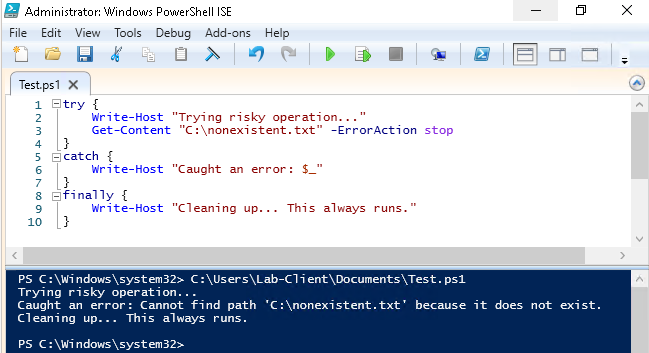 Administrator: Windows PowerShell ISE
File Edit View Tools Debug Add-ons Help
Test.ps1
1 try {
2 Write-Host "Trying risky operation..."
3 Get-Content "C:\nonexistent.txt" -ErrorAction stop
4 }
5 catch {
6 Write-Host "Caught an error: $_"
7 }
8 finally {
9 Write-Host "Cleaning up... This always runs."
10 }
PS C:\Windows\system32> C:\Users\Lab-Client\Documents\Test.ps1
Trying risky operation...
Caught an error: Cannot find path 'C:\nonexistent.txt' because it does not exist.
Cleaning up... This always runs.
PS C:\Windows\system32>